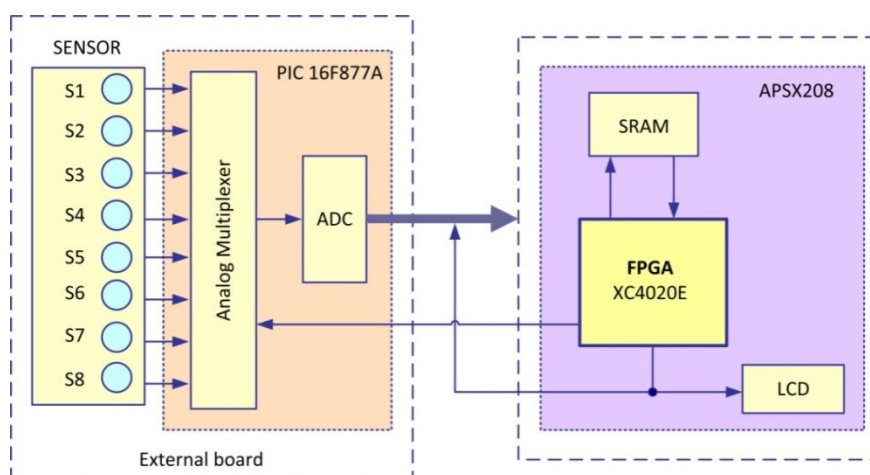 SENSOR
S1
S2
S3
S4
S5
S6
S7
S8
PIC 16F877A
Analog Multiplexer
ADC
External board
APSX208
SRAM
FPGA
XC4020E
LCD